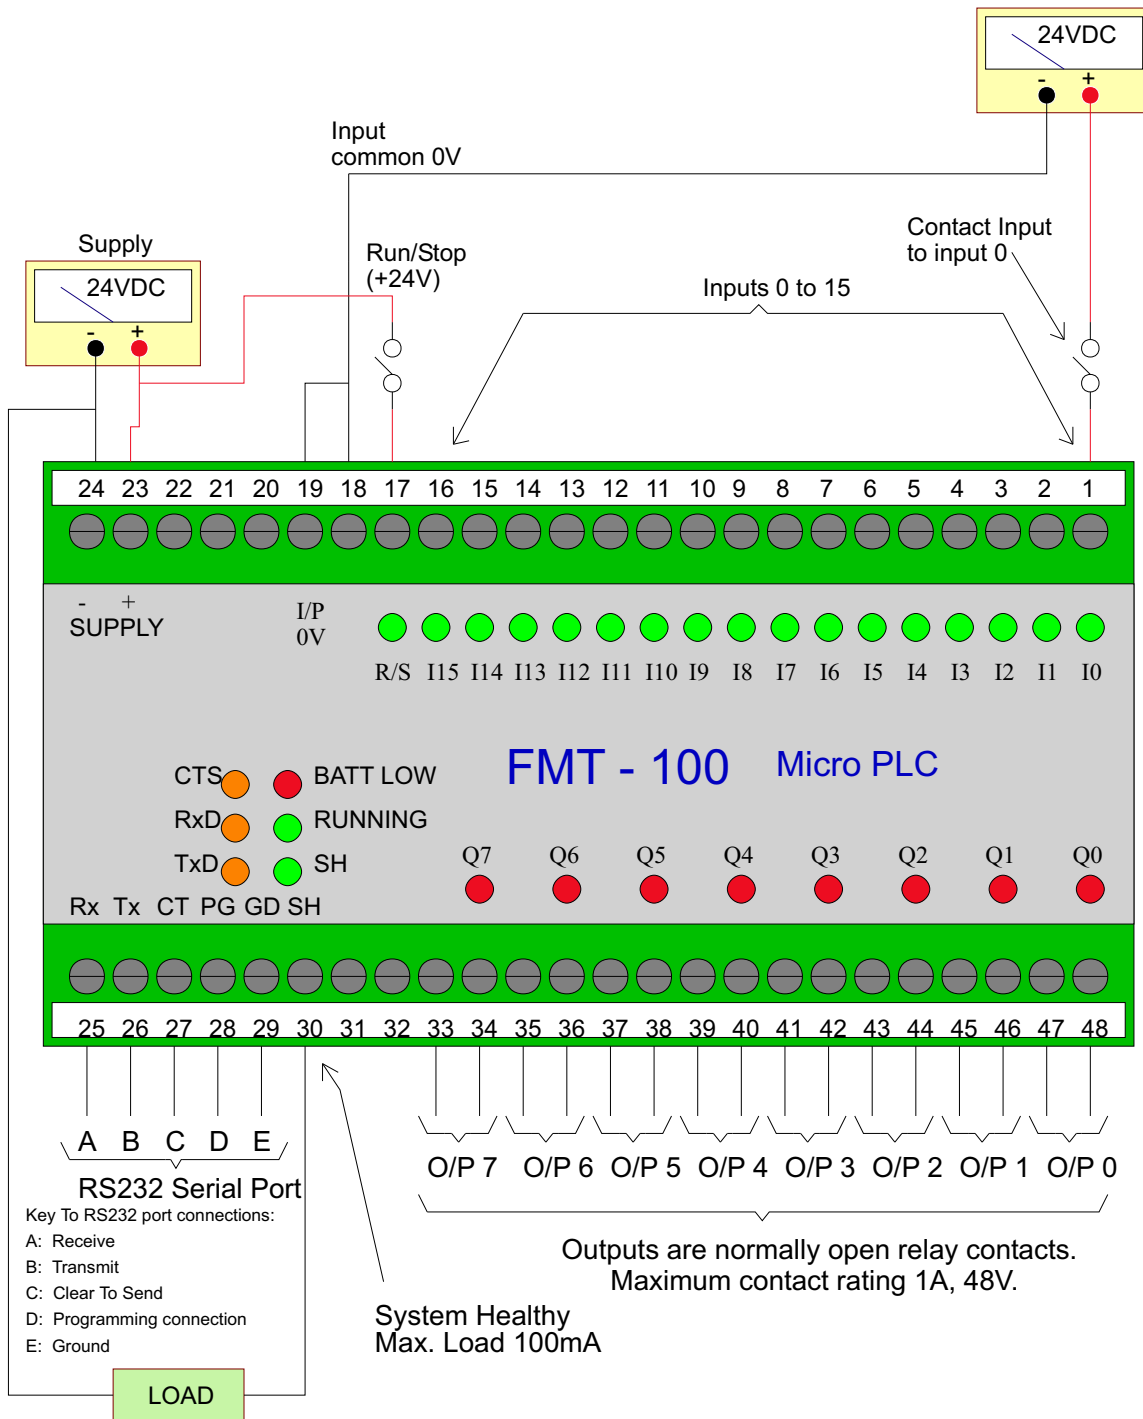 24VDC
- +
Input
common 0V
Contact Input
to input 0
Supply
Run/Stop
(+24V)
24VDC
- +
Inputs 0 to 15
24 23 22 21 20 19 18 17 16 15 14 13 12 11 10 9 8 7 6 5 4 3 2 1
- +
SUPPLY
I/P
0V
R/S I15 I14 I13 I12 I11 I10 I9 I8 I7 I6 I5 I4 I3 I2 I1 I0
FMT - 100 Micro PLC
CTS BATT LOW
RxD RUNNING
TxD SH
Q7 Q6 Q5 Q4 Q3 Q2 Q1 Q0
Rx Tx CT PG GD SH
25 26 27 28 29 30 31 32 33 34 35 36 37 38 39 40 41 42 43 44 45 46 47 48
A B C D E
O/P 7 O/P 6 O/P 5 O/P 4 O/P 3 O/P 2 O/P 1 O/P 0
RS232 Serial Port
Key To RS232 port connections:
A: Receive
B: Transmit
C: Clear To Send
D: Programming connection
E: Ground
Outputs are normally open relay contacts.
Maximum contact rating 1A, 48V.
System Healthy
Max. Load 100mA
LOAD